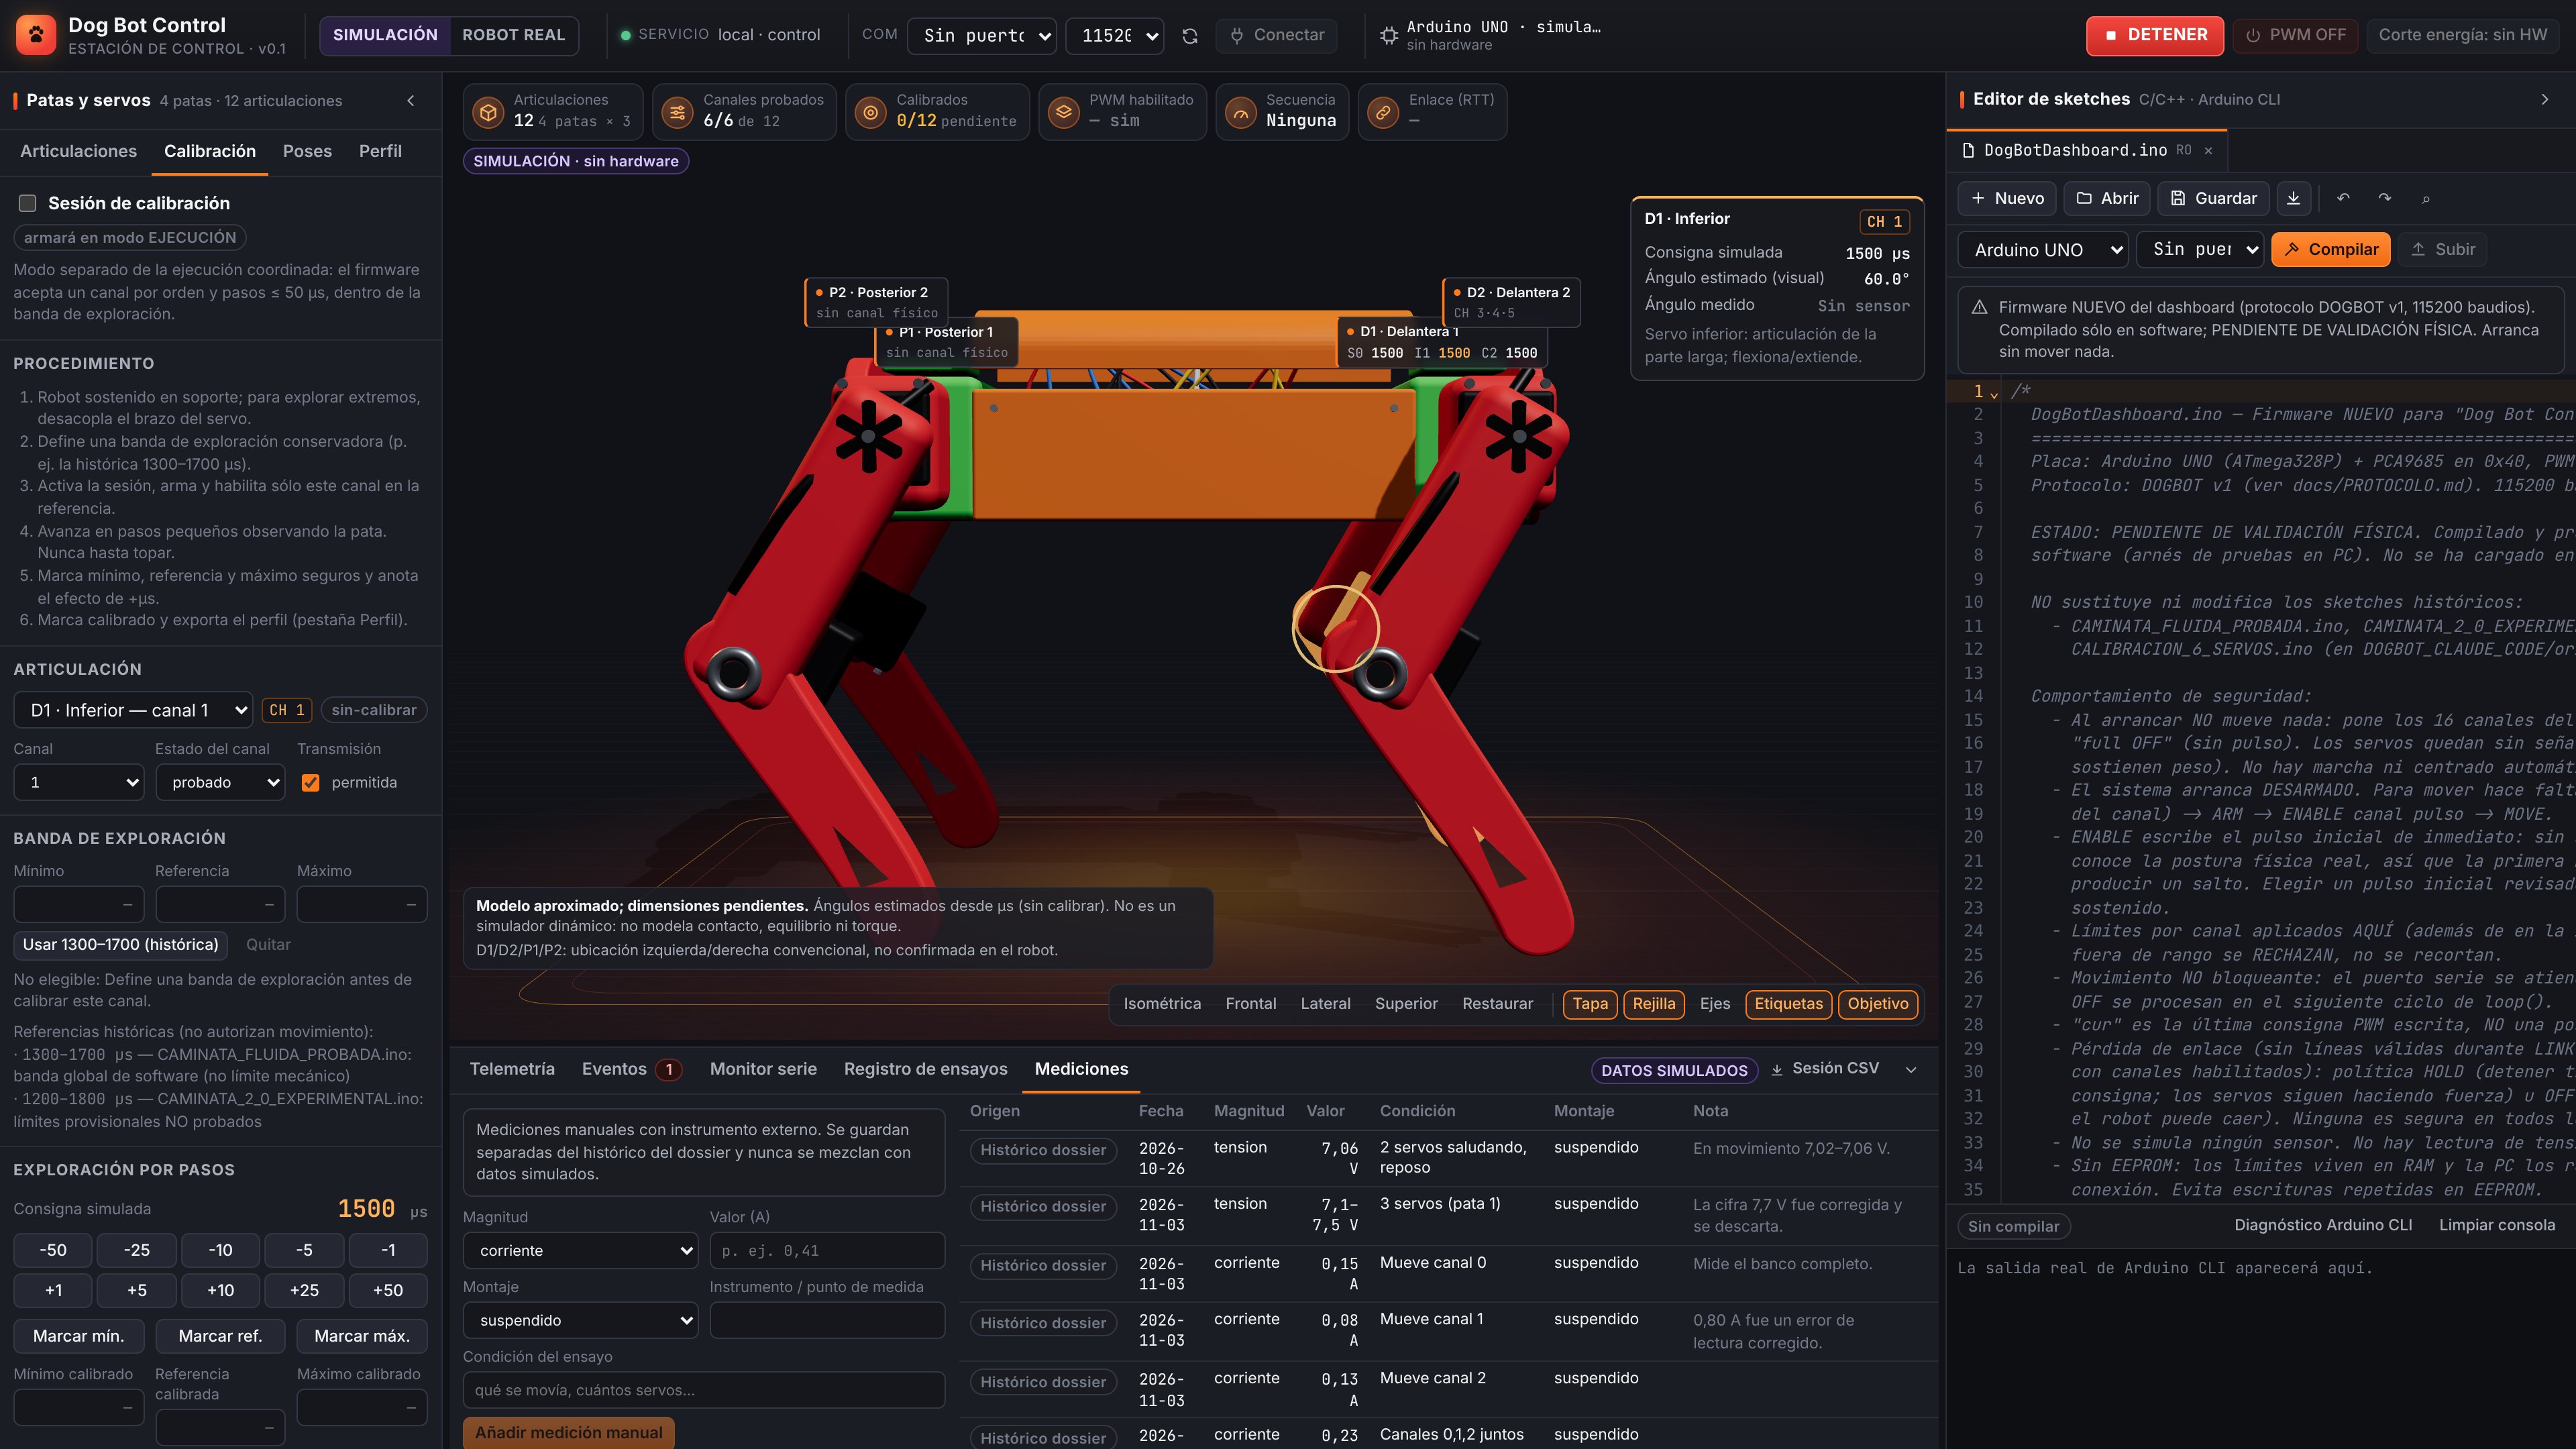 Dog Bot Control
ESTACIÓN DE CONTROL · v0.1
SIMULACIÓN
ROBOT REAL
SERVICIO local · control
COM
Sin puerto
115200
Conectar
Arduino UNO · simula…
sin hardware
DETENER
PWM OFF
Corte energía: sin HW
Patas y servos 4 patas · 12 articulaciones
Articulaciones
Calibración
Poses
Perfil
Sesión de calibración
armará en modo EJECUCIÓN
Modo separado de la ejecución coordinada: el firmware
acepta un canal por orden y pasos ≤ 50 µs, dentro de la
banda de exploración.
PROCEDIMIENTO
1. Robot sostenido en soporte; para explorar extremos,
desacopla el brazo del servo.
2. Define una banda de exploración conservadora (p.
ej. la histórica 1300–1700 µs).
3. Activa la sesión, arma y habilita sólo este canal en la
referencia.
4. Avanza en pasos pequeños observando la pata.
Nunca hasta topar.
5. Marca mínimo, referencia y máximo seguros y anota
el efecto de +µs.
6. Marca calibrado y exporta el perfil (pestaña Perfil).
ARTICULACIÓN
D1 · Inferior — canal 1
CH 1
sin-calibrar
Canal
Estado del canal
Transmisión
1
probado
permitida
BANDA DE EXPLORACIÓN
Mínimo
Referencia
Máximo
–
–
–
Usar 1300–1700 (histórica)
Quitar
No elegible: Define una banda de exploración antes de
calibrar este canal.
Referencias históricas (no autorizan movimiento):
· 1300–1700 µs — CAMINATA_FLUIDA_PROBADA.ino:
banda global de software (no límite mecánico)
· 1200–1800 µs — CAMINATA_2_0_EXPERIMENTAL.ino:
límites provisionales NO probados
EXPLORACIÓN POR PASOS
Consigna simulada
1500 µs
-50
-25
-10
-5
-1
+1
+5
+10
+25
+50
Marcar mín.
Marcar ref.
Marcar máx.
Mínimo calibrado
Referencia
calibrada
Máximo calibrado
–
–
–
Articulaciones
12 4 patas × 3
Canales probados
6/6 de 12
Calibrados
0/12 pendiente
PWM habilitado
— sim
Secuencia
Ninguna
Enlace (RTT)
—
SIMULACIÓN · sin hardware
D1 · Inferior
CH 1
Consigna simulada 1500 µs
Ángulo estimado (visual) 60.0°
Ángulo medido Sin sensor
Servo inferior: articulación de la
parte larga; flexiona/extiende.
P2 · Posterior 2
sin canal físico
P1 · Posterior 1
sin canal físico
D2 · Delantera 2
CH 3·4·5
D1 · Delantera 1
S0 1500 I1 1500 C2 1500
Modelo aproximado; dimensiones pendientes. Ángulos estimados desde µs (sin calibrar). No es un
simulador dinámico: no modela contacto, equilibrio ni torque.
D1/D2/P1/P2: ubicación izquierda/derecha convencional, no confirmada en el robot.
Isométrica
Frontal
Lateral
Superior
Restaurar
Tapa
Rejilla
Ejes
Etiquetas
Objetivo
Telemetría
Eventos 1
Monitor serie
Registro de ensayos
Mediciones
DATOS SIMULADOS
Sesión CSV
Mediciones manuales con instrumento externo. Se guardan
separadas del histórico del dossier y nunca se mezclan con
datos simulados.
Magnitud
Valor (A)
corriente
p. ej. 0,41
Montaje
Instrumento / punto de medida
suspendido
Condición del ensayo
qué se movía, cuántos servos…
Añadir medición manual
Origen Fecha Magnitud Valor Condición Montaje Nota
Histórico dossier 2026- tension 7,06 2 servos saludando, suspendido En movimiento 7,02–7,06 V.
10-26 V reposo
Histórico dossier 2026- tension 7,1– 3 servos (pata 1) suspendido La cifra 7,7 V fue corregida y
11-03 7,5 V se descarta.
Histórico dossier 2026- corriente 0,15 Mueve canal 0 suspendido Mide el banco completo.
11-03 A
Histórico dossier 2026- corriente 0,08 Mueve canal 1 suspendido 0,80 A fue un error de
11-03 A lectura corregido.
Histórico dossier 2026- corriente 0,13 Mueve canal 2 suspendido
11-03 A
Histórico dossier 2026- corriente 0,23 Canales 0,1,2 juntos suspendido
Editor de sketches C/C++ · Arduino CLI
DogBotDashboard.ino RO ×
Nuevo
Abrir
Guardar
Arduino UNO
Sin puer
Compilar
Subir
Firmware NUEVO del dashboard (protocolo DOGBOT v1, 115200 baudios).
Compilado sólo en software; PENDIENTE DE VALIDACIÓN FÍSICA. Arranca
sin mover nada.
1 /*
2 DogBotDashboard.ino — Firmware NUEVO para "Dog Bot Con
3 ======================================================
4 Placa: Arduino UNO (ATmega328P) + PCA9685 en 0x40, PWM
5 Protocolo: DOGBOT v1 (ver docs/PROTOCOLO.md). 115200 b
6
7 ESTADO: PENDIENTE DE VALIDACIÓN FÍSICA. Compilado y pr
8 software (arnés de pruebas en PC). No se ha cargado en
9
10 NO sustituye ni modifica los sketches históricos:
11 - CAMINATA_FLUIDA_PROBADA.ino, CAMINATA_2_0_EXPERIME
12 CALIBRACION_6_SERVOS.ino (en DOGBOT_CLAUDE_CODE/or
13
14 Comportamiento de seguridad:
15 - Al arrancar NO mueve nada: pone los 16 canales del
16 "full OFF" (sin pulso). Los servos quedan sin seña
17 sostienen peso). No hay marcha ni centrado automát
18 - El sistema arranca DESARMADO. Para mover hace falt
19 del canal) —> ARM —> ENABLE canal pulso —> MOVE.
20 - ENABLE escribe el pulso inicial de inmediato: sin
21 conoce la postura física real, así que la primera
22 producir un salto. Elegir un pulso inicial revisad
23 sostenido.
24 - Límites por canal aplicados AQUÍ (además de en la
25 fuera de rango se RECHAZAN, no se recortan.
26 - Movimiento NO bloqueante: el puerto serie se atien
27 OFF se procesan en el siguiente ciclo de loop().
28 - "cur" es la última consigna PWM escrita, NO una po
29 - Pérdida de enlace (sin líneas válidas durante LINK
30 con canales habilitados): política HOLD (detener t
31 consigna; los servos siguen haciendo fuerza) u OFF
32 el robot puede caer). Ninguna es segura en todos l
33 - No se simula ningún sensor. No hay lectura de tens
34 - Sin EEPROM: los límites viven en RAM y la PC los r
35 conexión. Evita escrituras repetidas en EEPROM.
Sin compilar
Diagnóstico Arduino CLI
Limpiar consola
La salida real de Arduino CLI aparecerá aquí.